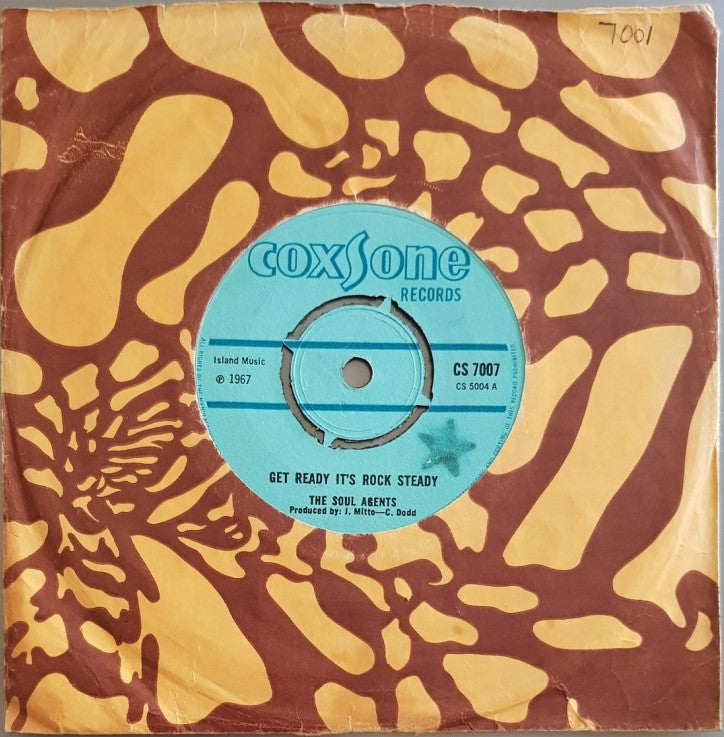 7001
coxsone
RECORDS
Island Music
℗ 1967
CS 7007
CS 5004 A
GET READY IT'S ROCK STEADY
THE SOUL AGENTS
Produced by: J. Mitto—C. Dodd